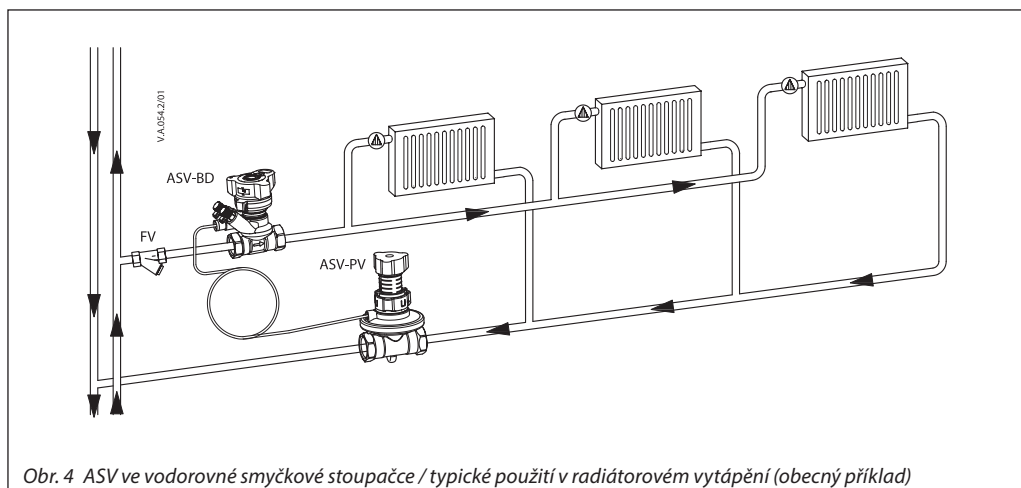 V.A.054.2/01
ASV-BD
FV
ASV-PV
Obr. 4 ASV ve vodorovné smyčkové stoupačce / typické použití v radiátorovém vytápění (obecný příklad)